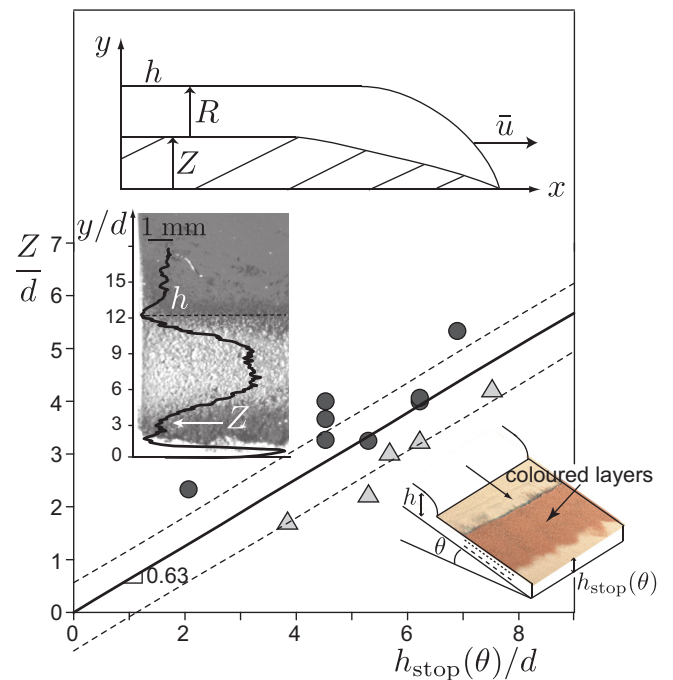 y
h
R
Z
ū
x
y/d
1 mm
15
h
12
9
6
3
Z
0
Z/d
7
6
5
4
3
2
1
0
0.63
coloured layers
h
θ
h_stop(θ)
0 2 4 6 8
h_stop(θ)/d